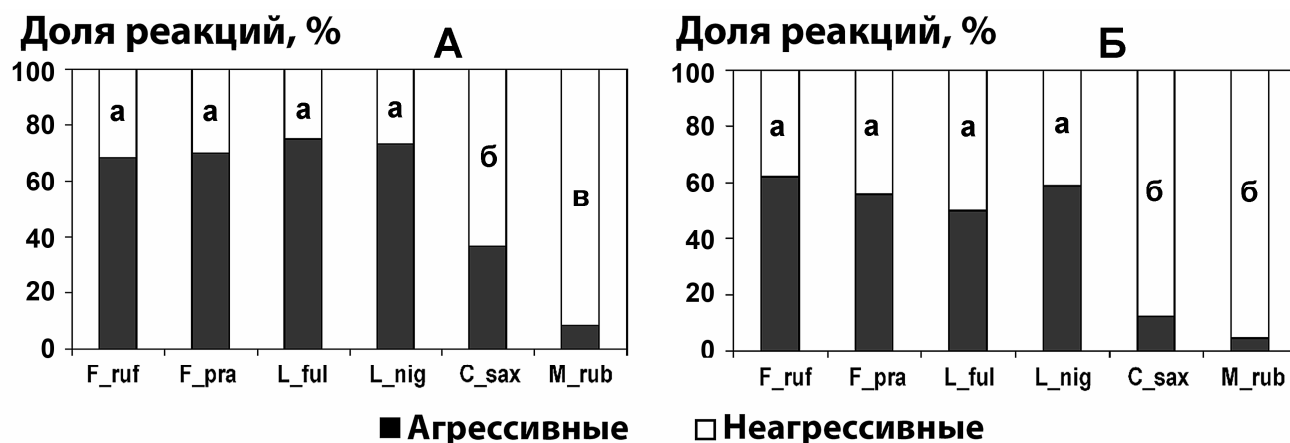 Доля реакций, % А
100
80
60
40
20
0
а а а а б в
F_ruf F_pra L_ful L_nig C_sax M_rub
Доля реакций, % Б
100
80
60
40
20
0
а а а а б б
F_ruf F_pra L_ful L_nig C_sax M_rub
Агрессивные Неагрессивные